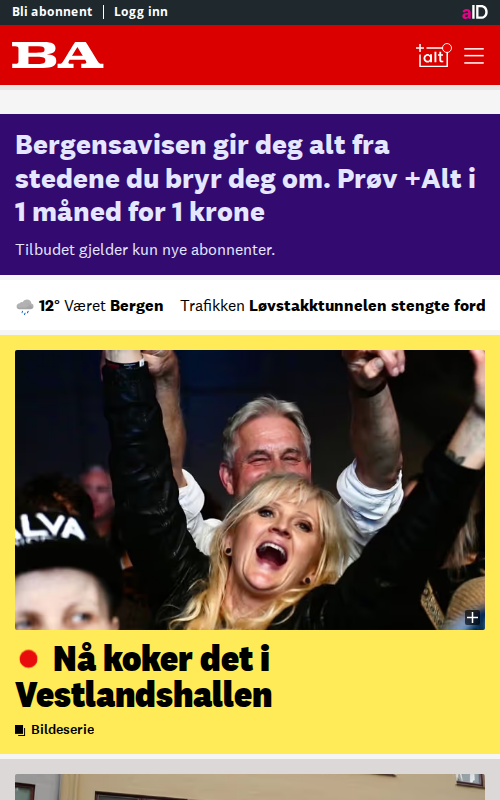 Bli abonnent | Logg inn
aID
BA
+alt
Bergensavisen gir deg alt fra
stedene du bryr deg om. Prøv +Alt i
1 måned for 1 krone
Tilbudet gjelder kun nye abonnenter.
12° Været Bergen Trafikken Løvstakktunnelen stengte ford
ALVA
Nå koker det i
Vestlandshallen
Bildeserie